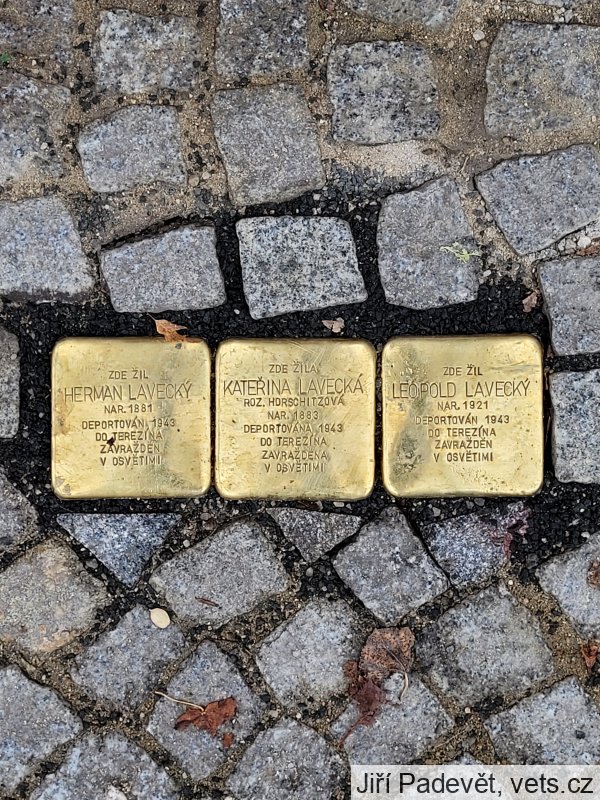 ZDE ŽIL
HERMAN LAVECKÝ
NAR. 1881
DEPORTOVÁN 1943
DO TEREZÍNA
ZAVRAŽDĚN
V OSVĚTIMI
ZDE ŽILA
KATEŘINA LAVECKÁ
ROZ. HORSCHITZOVÁ
NAR. 1883
DEPORTOVÁNA 1943
DO TEREZÍNA
ZAVRAŽDĚNA
V OSVĚTIMI
ZDE ŽIL
LEOPOLD LAVECKÝ
NAR. 1921
DEPORTOVÁN 1943
DO TEREZÍNA
ZAVRAŽDĚN
V OSVĚTIMI
Jiří Padevět, vets.cz